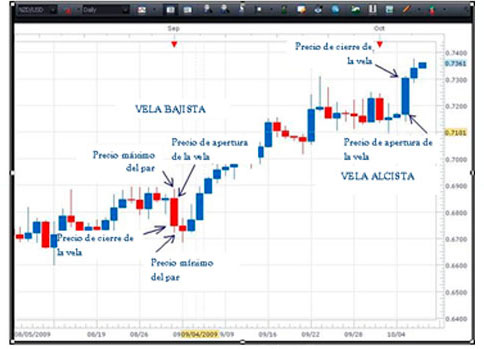 NZD/USD
Daily
Sep
Oct
Precio de cierre de
la vela
0.7400
0.7361
0.7300
VELA BAJISTA
0.7200
Precio de apertura
de la vela
Precio máximo
del par
Precio de apertura de
la vela
0.7101
0.7000
VELA ALCISTA
0.6900
0.6800
Precio de cierre de
la vela
0.6700
Precio mínimo
del par
0.6600
0.6500
0.6400
08/05/2009
08/19
08/26
09/04/2009
9/09
09/16
09/22
09/28
10/04